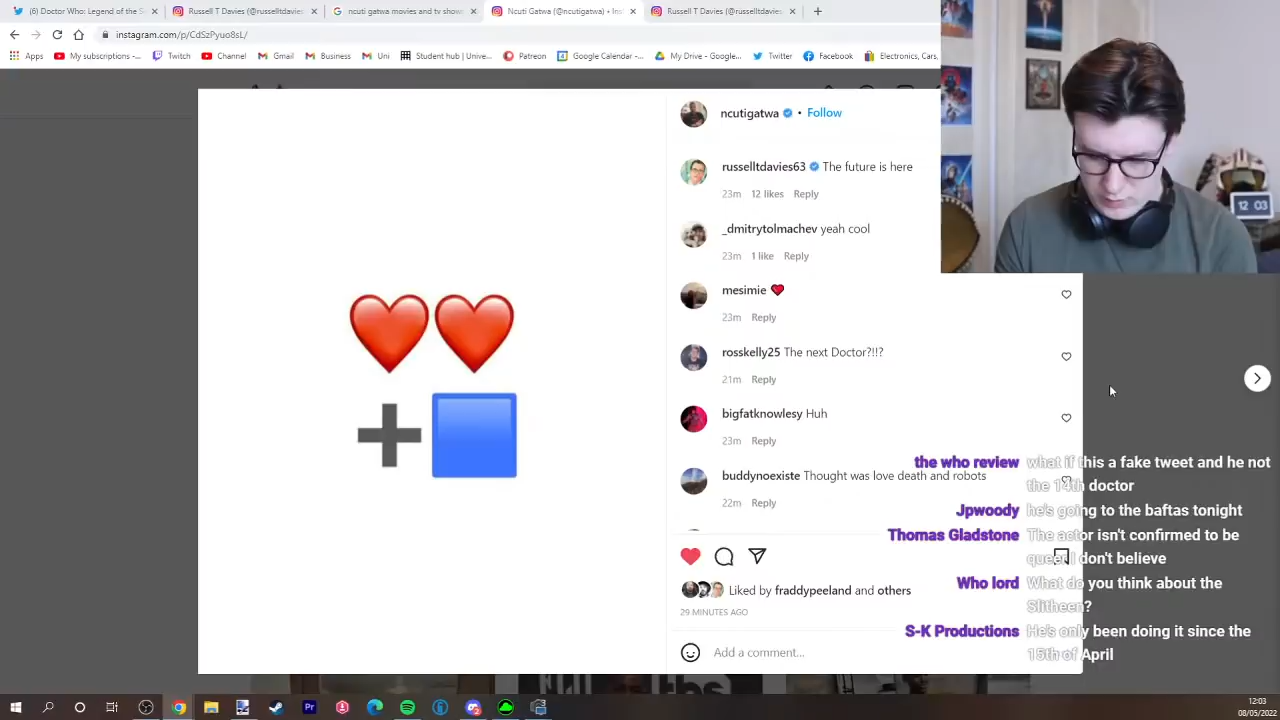 (6) Doctor Who: Legend of the S
Russell T Davies (@russelltdavies
ncuti gatwa movies and tv shows
Ncuti Gatwa (@ncutigatwa) • Inst
Russell T Davies (@russelltdavies
instagram.com/p/CdSzPyuo8sL/
Apps
My subscriptions -...
Twitch
Channel
Gmail
Business
Uni
Student hub | Unive...
Patreon
Google Calendar -...
My Drive - Google...
Twitter
Facebook
Electronics, Cars,
ncutigatwa • Follow
russelltdavies63 The future is here
23m 12 likes Reply
_dmitrytolmachev yeah cool
23m 1 like Reply
mesimie ❤
23m Reply
rosskelly25 The next Doctor?!!?
21m Reply
bigfatknowlesy Huh
23m Reply
buddynoexiste Thought was love death and robots
22m Reply
Liked by fraddypeeland and others
29 MINUTES AGO
Add a comment...
the who review what if this a fake tweet and he not
the 14th doctor
Jpwoody he's going to the baftas tonight
Thomas Gladstone The actor isn't confirmed to be
queer I don't believe
Who lord What do you think about the
Slitheen?
S-K Productions He's only been doing it since the
15th of April
12 03
12:03
08/05/2022